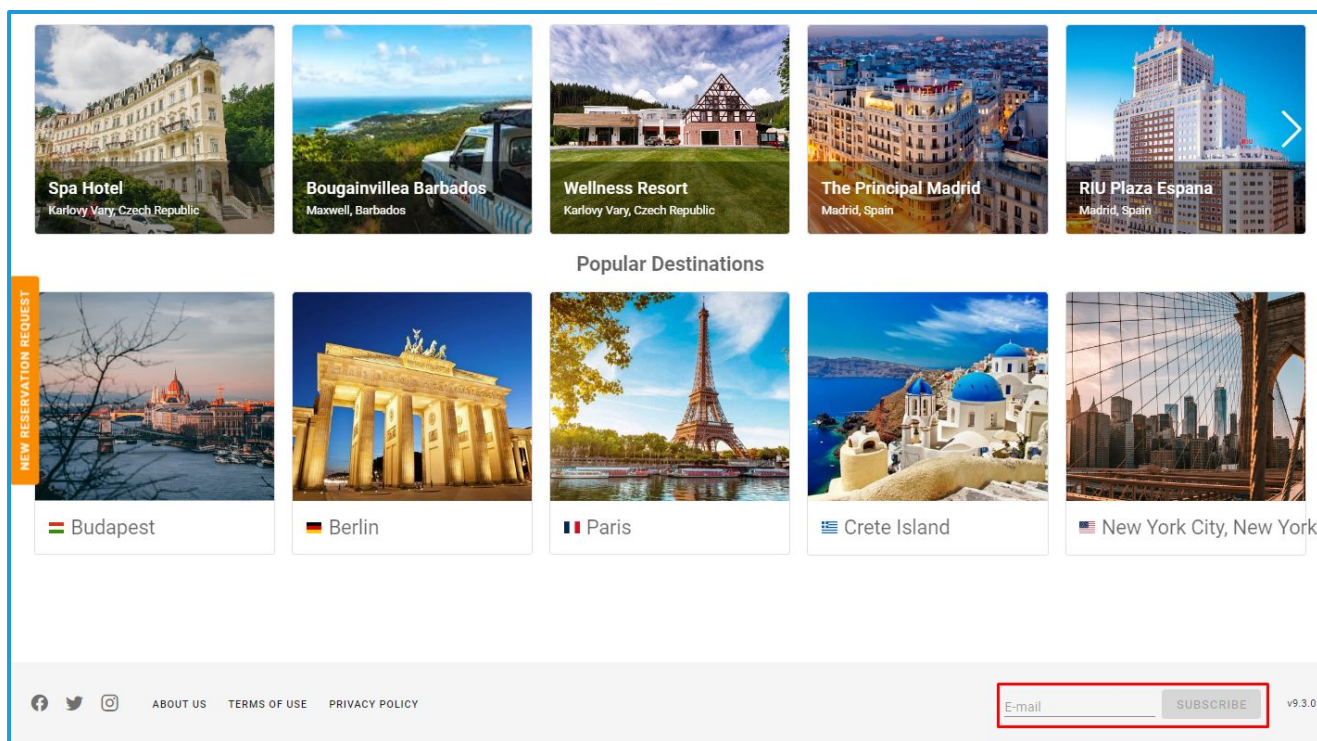 Spa Hotel
Karlovy Vary, Czech Republic
Bougainvillea Barbados
Maxwell, Barbados
Wellness Resort
Karlovy Vary, Czech Republic
The Principal Madrid
Madrid, Spain
RIU Plaza Espana
Madrid, Spain
Popular Destinations
NEW RESERVATION REQUEST
Budapest
Berlin
Paris
Crete Island
New York City, New York
ABOUT US TERMS OF USE PRIVACY POLICY
E-mail SUBSCRIBE v9.3.0